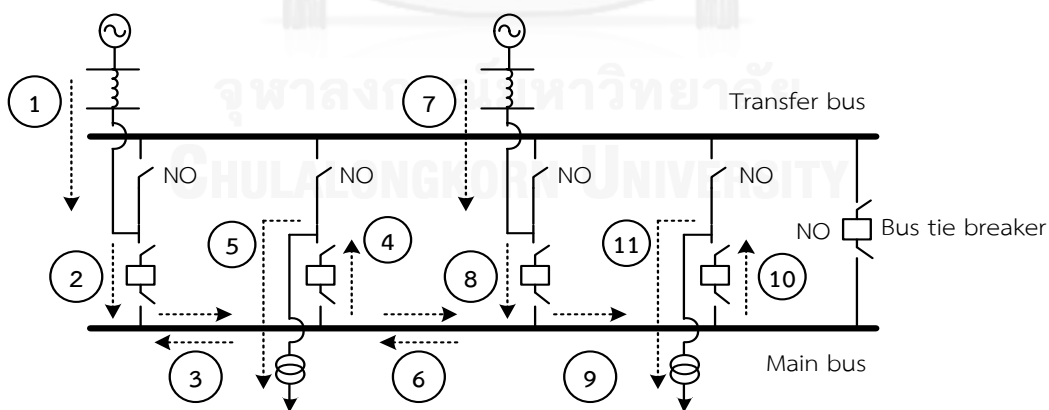 จุฬาลงกรณ์มหาวิทยาลัย
CHULALONGKORN UNIVERSITY
1
7
Transfer bus
NO
NO
NO
NO
5
4
11
NO
Bus tie breaker
2
8
10
3
6
9
Main bus